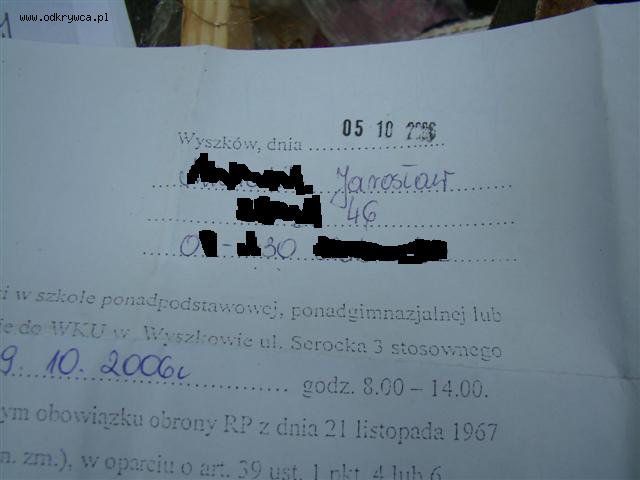 www.odkrywca.pl
Wyszków, dnia 05 10 2006
Jarosław
46
30
i w szkole ponadpodstawowej, ponadgimnazjalnej lub
ie do WKU w Wyszkowie ul. Serocka 3 stosownego
9. 10. 2006r godz. 8.00 – 14.00.
ym obowiązku obrony RP z dnia 21 listopada 1967
n. zm.), w oparciu o art. 39 ust. 1 pkt. 4 lub 6